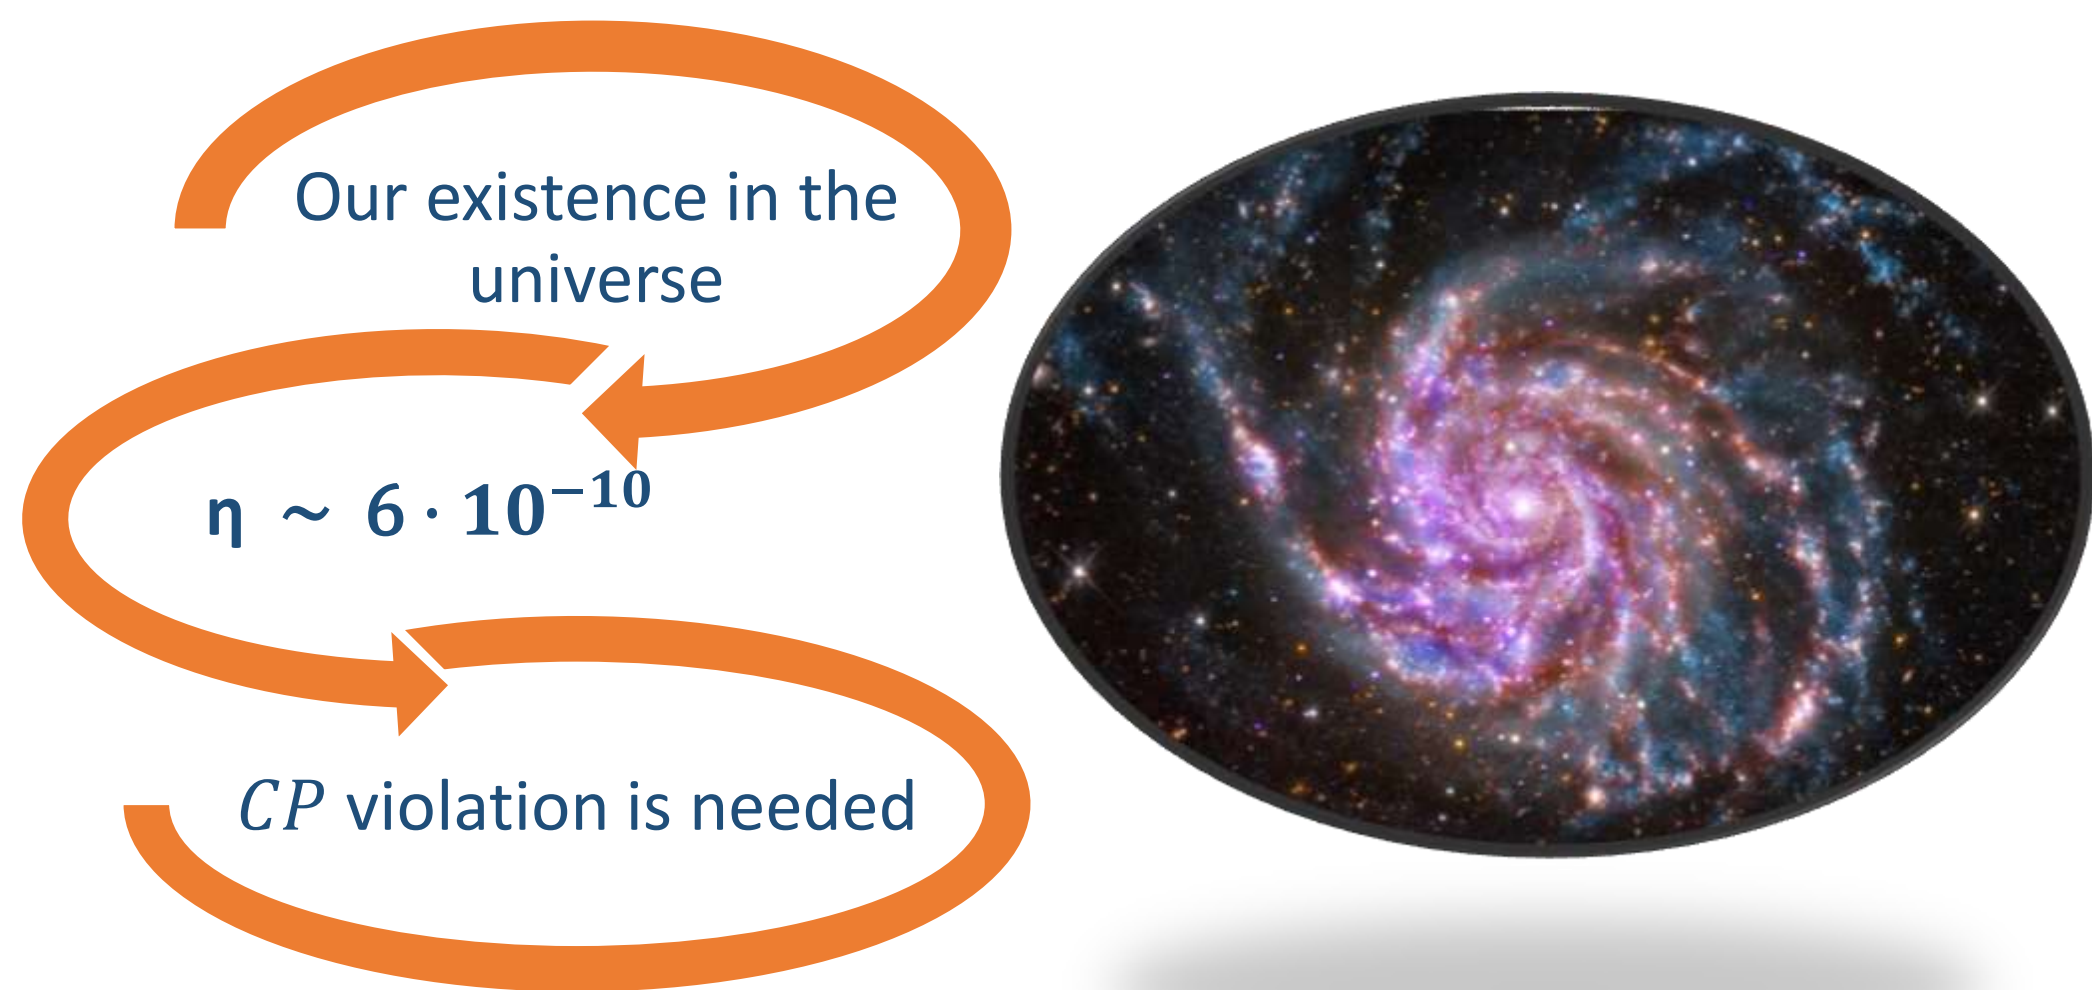 Our existence in the
universe
η ~ 6 · 10⁻¹⁰
CP violation is needed